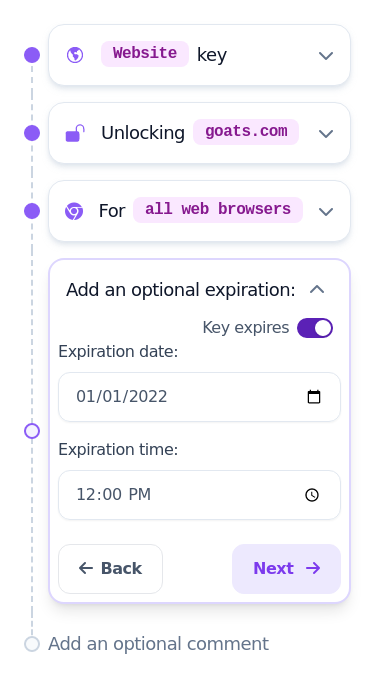 Website key
Unlocking goats.com
For all web browsers
Add an optional expiration:
Key expires
Expiration date:
01/01/2022
Expiration time:
12:00 PM
Back
Next
Add an optional comment